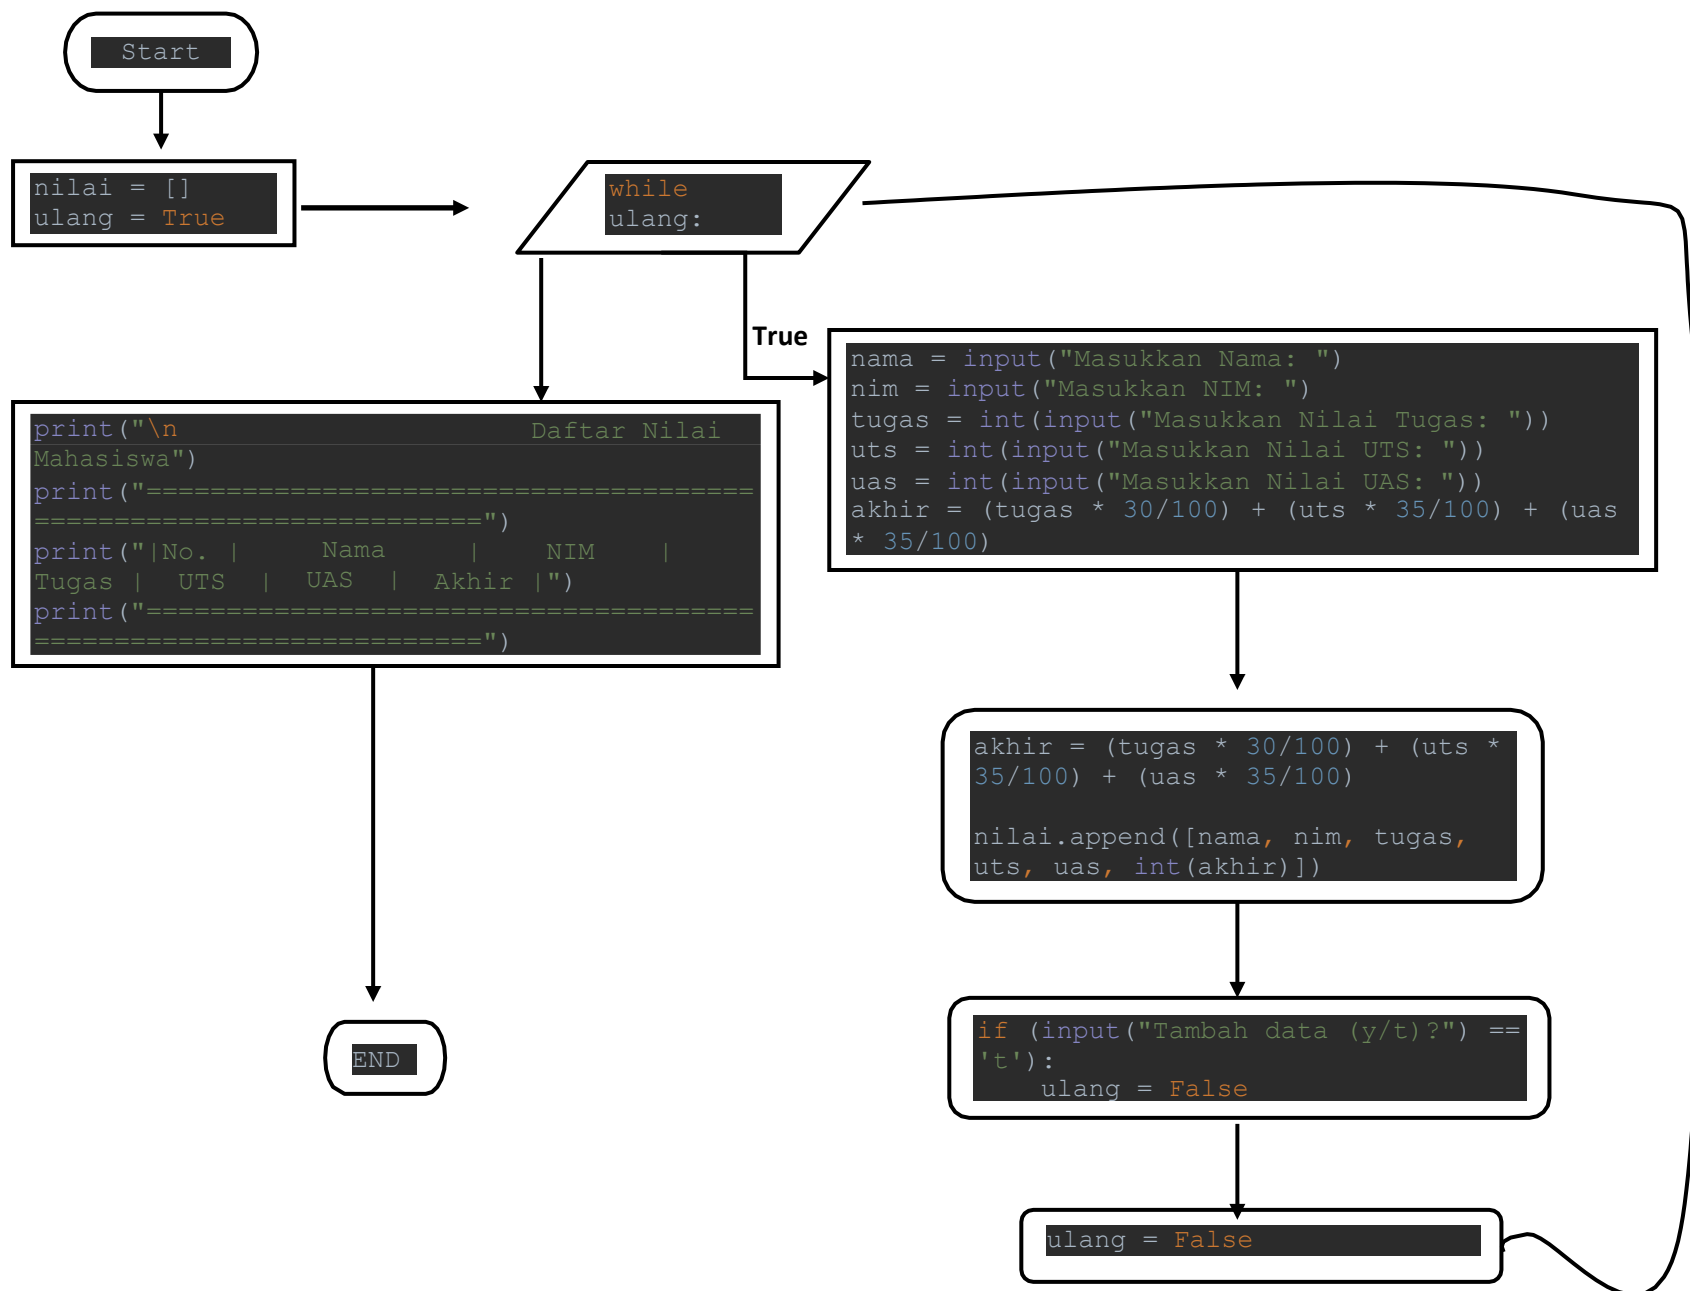 Start
nilai = []
ulang = True
while
ulang:
True
nama = input("Masukkan Nama: ")
nim = input("Masukkan NIM: ")
tugas = int(input("Masukkan Nilai Tugas: "))
uts = int(input("Masukkan Nilai UTS: "))
uas = int(input("Masukkan Nilai UAS: "))
akhir = (tugas * 30/100) + (uts * 35/100) + (uas
* 35/100)
print("\n Daftar Nilai
Mahasiswa")
print("======================================
============================")
print("|No. | Nama | NIM |
Tugas | UTS | UAS | Akhir |")
print("======================================
============================")
akhir = (tugas * 30/100) + (uts *
35/100) + (uas * 35/100)
nilai.append([nama, nim, tugas,
uts, uas, int(akhir)])
if (input("Tambah data (y/t)?") ==
't'):
ulang = False
END
ulang = False